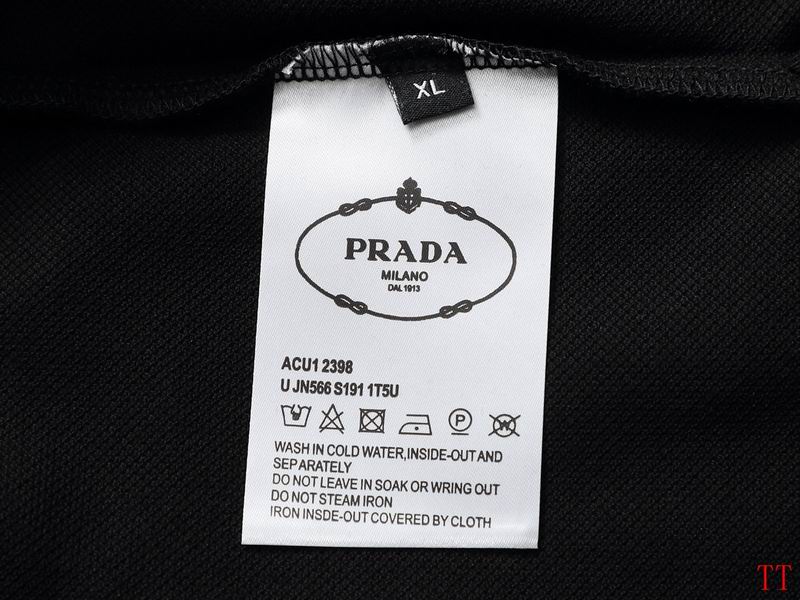 XL
PRADA
MILANO
DAL 1913
ACU1 2398
U JN566 S191 1T5U
P
W
WASH IN COLD WATER,INSIDE-OUT AND
SEPARATELY
DO NOT LEAVE IN SOAK OR WRING OUT
DO NOT STEAM IRON
IRON INSDE-OUT COVERED BY CLOTH
TT